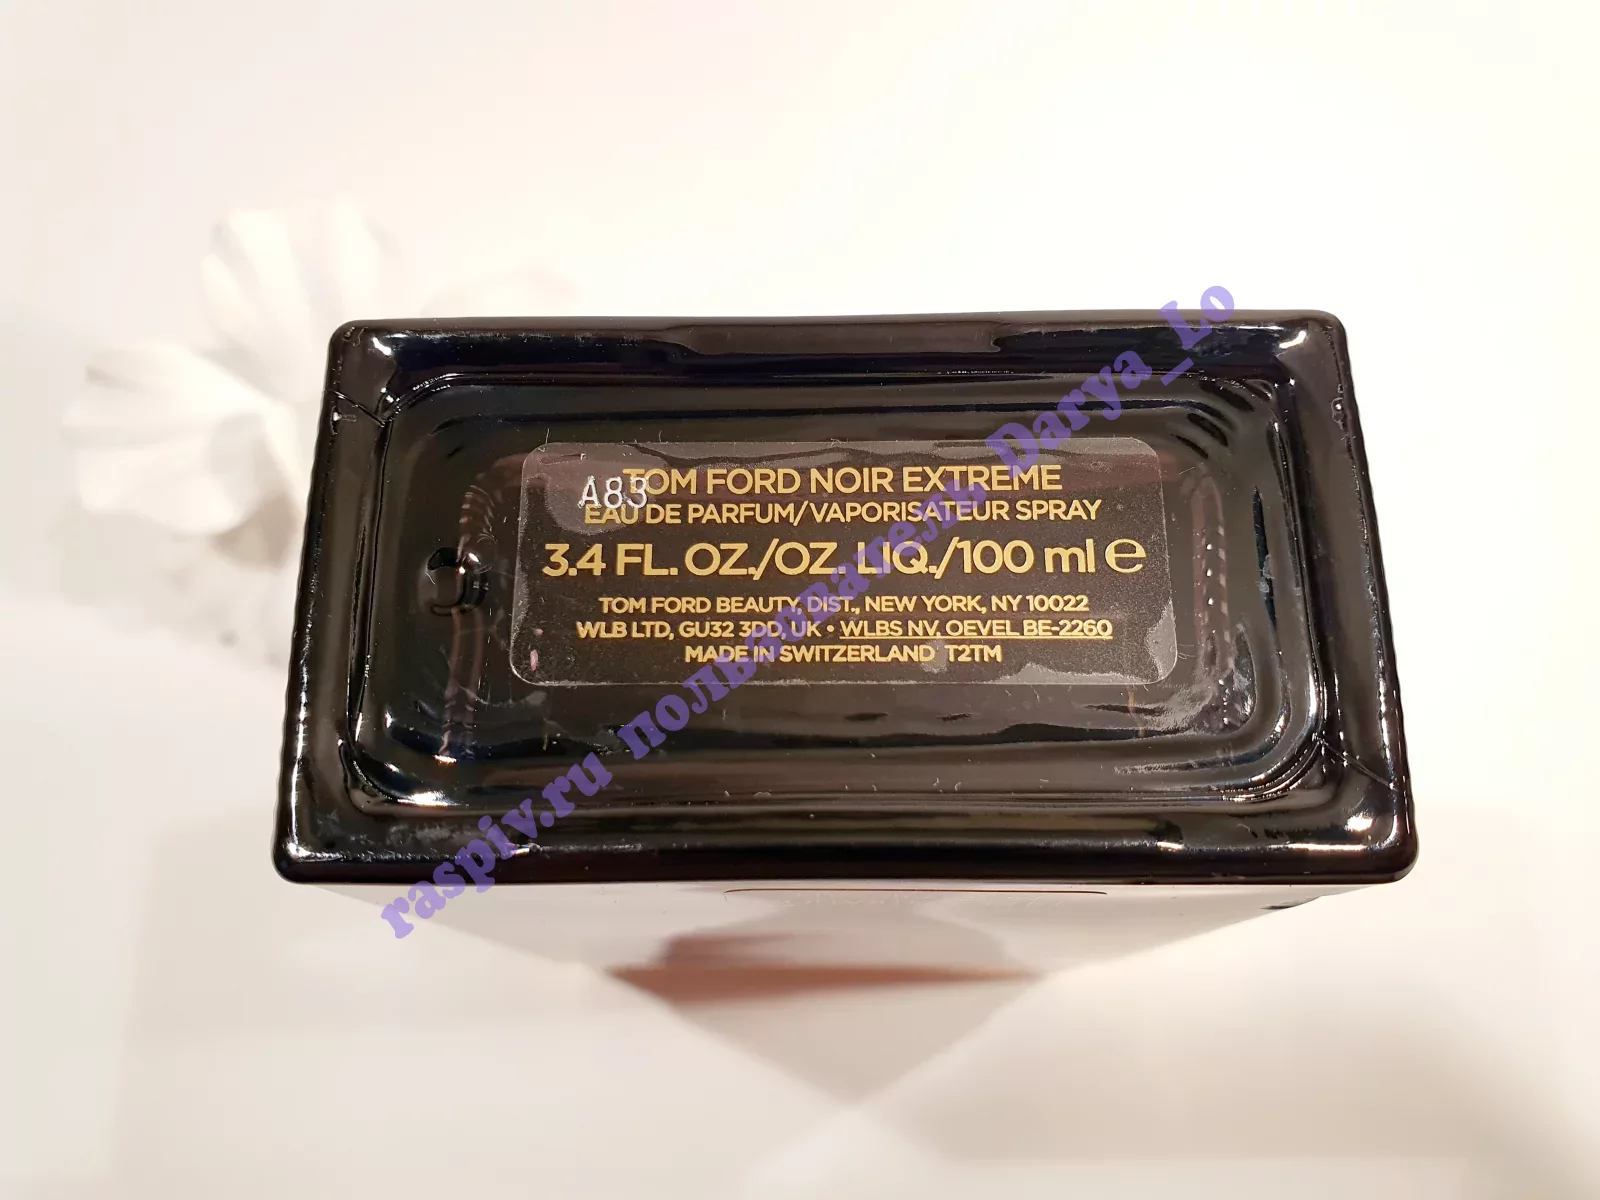 A83
TOM FORD NOIR EXTREME
EAU DE PARFUM/VAPORISATEUR SPRAY
3.4 FL. OZ./OZ. LIQ./100 ml e
TOM FORD BEAUTY, DIST., NEW YORK, NY 10022
WLB LTD, GU32 3DD, UK • WLBS NV, OEVEL BE-2260
MADE IN SWITZERLAND T2TM
raspiv.ru пользователь Darya_Lo